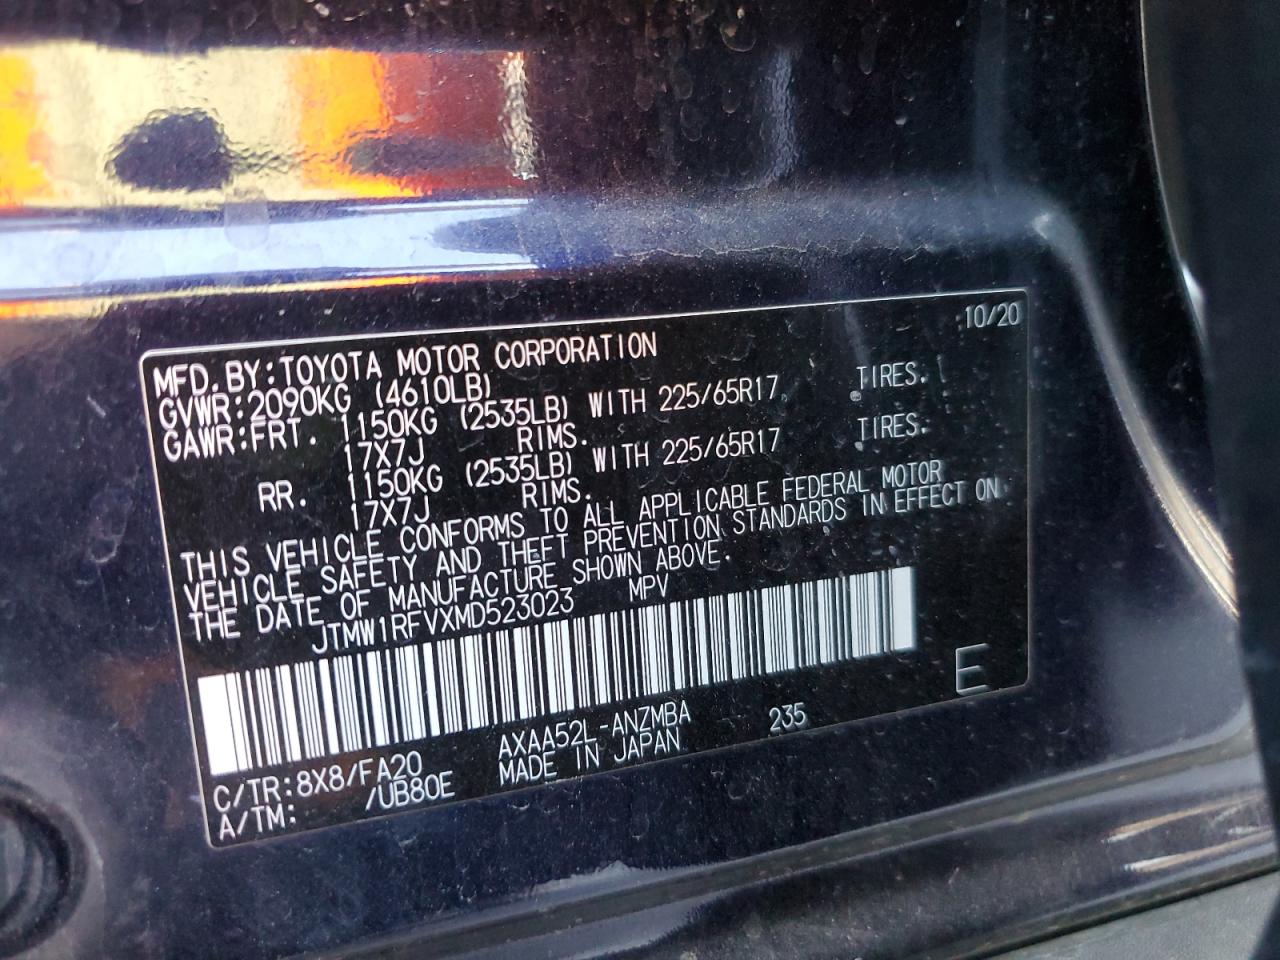 10/20
MFD.BY:TOYOTA MOTOR CORPORATION
GVWR:2090KG (4610LB)
GAWR:FRT. 1150KG (2535LB) WITH 225/65R17 TIRES.
17X7J RIMS.
RR. 1150KG (2535LB) WITH 225/65R17 TIRES.
17X7J RIMS.
THIS VEHICLE CONFORMS TO ALL APPLICABLE FEDERAL MOTOR
VEHICLE SAFETY AND THEFT PREVENTION STANDARDS IN EFFECT ON
THE DATE OF MANUFACTURE SHOWN ABOVE.
JTMW1RFVXMD523023 MPV
E
C/TR:8X8/FA20 AXAA52L-ANZMBA 235
A/TM: /UB80E MADE IN JAPAN